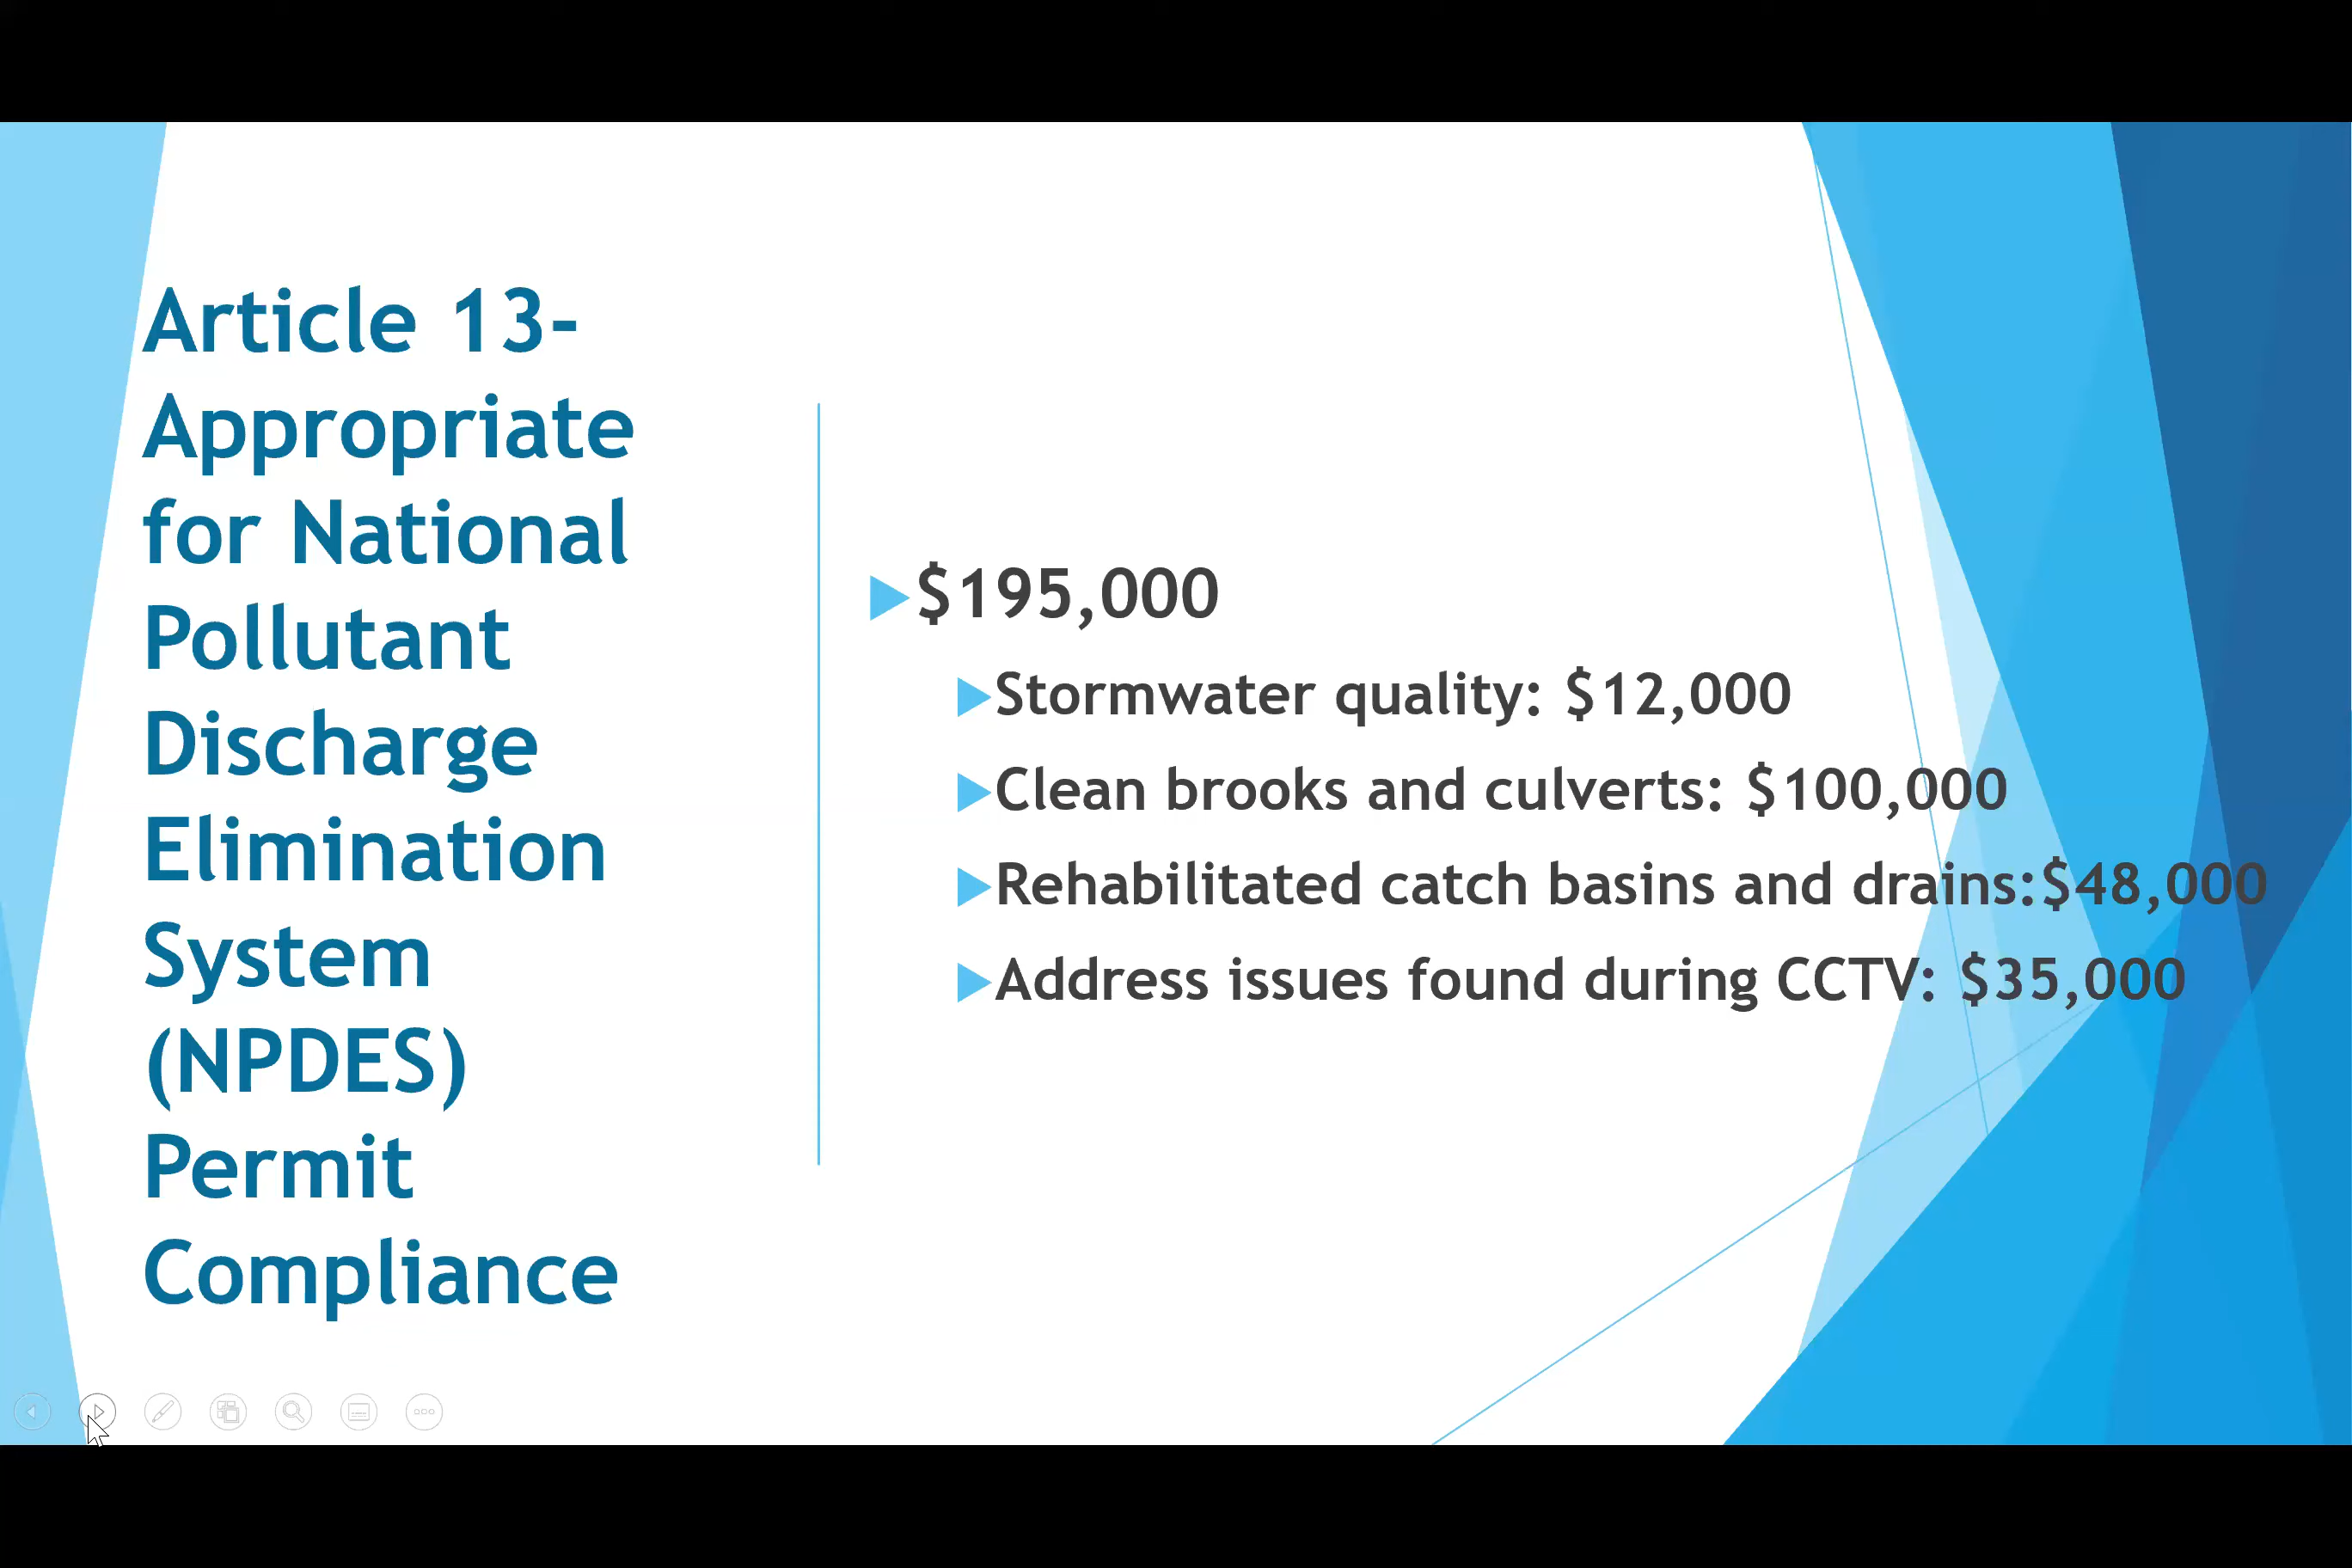 Article 13-
Appropriate
for National
Pollutant
Discharge
Elimination
System
(NPDES)
Permit
Compliance
$195,000
Stormwater quality: $12,000
Clean brooks and culverts: $100,000
Rehabilitated catch basins and drains:$48,000
Address issues found during CCTV: $35,000